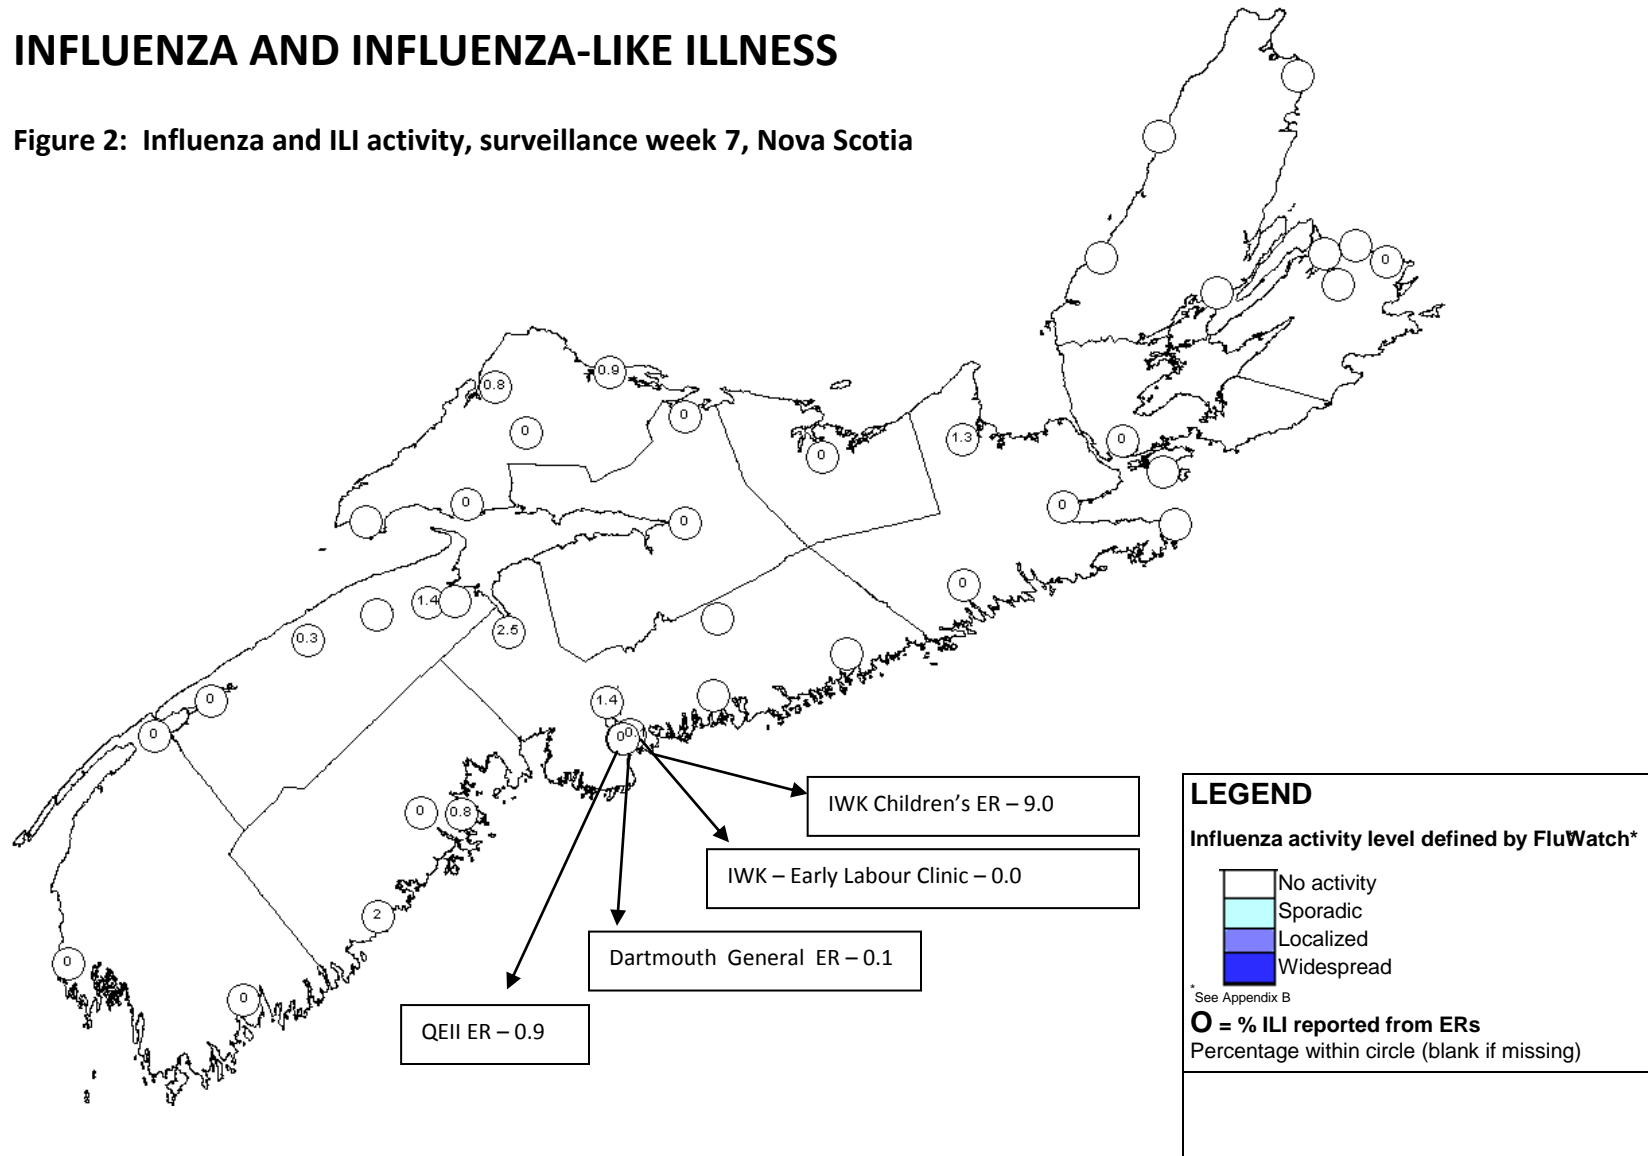 INFLUENZA AND INFLUENZA-LIKE ILLNESS
Figure 2: Influenza and ILI activity, surveillance week 7, Nova Scotia
0
0.8
0.9
0
0
0
1.3
0
0
0
0
0
1.4
0.3
2.5
0
1.4
0
0.1
0
0
0.8
2
0
0
IWK Children's ER – 9.0
IWK – Early Labour Clinic – 0.0
Dartmouth General ER – 0.1
QEII ER – 0.9
LEGEND
Influenza activity level defined by FluWatch*
No activity
Sporadic
Localized
Widespread
*See Appendix B
O = % ILI reported from ERs
Percentage within circle (blank if missing)